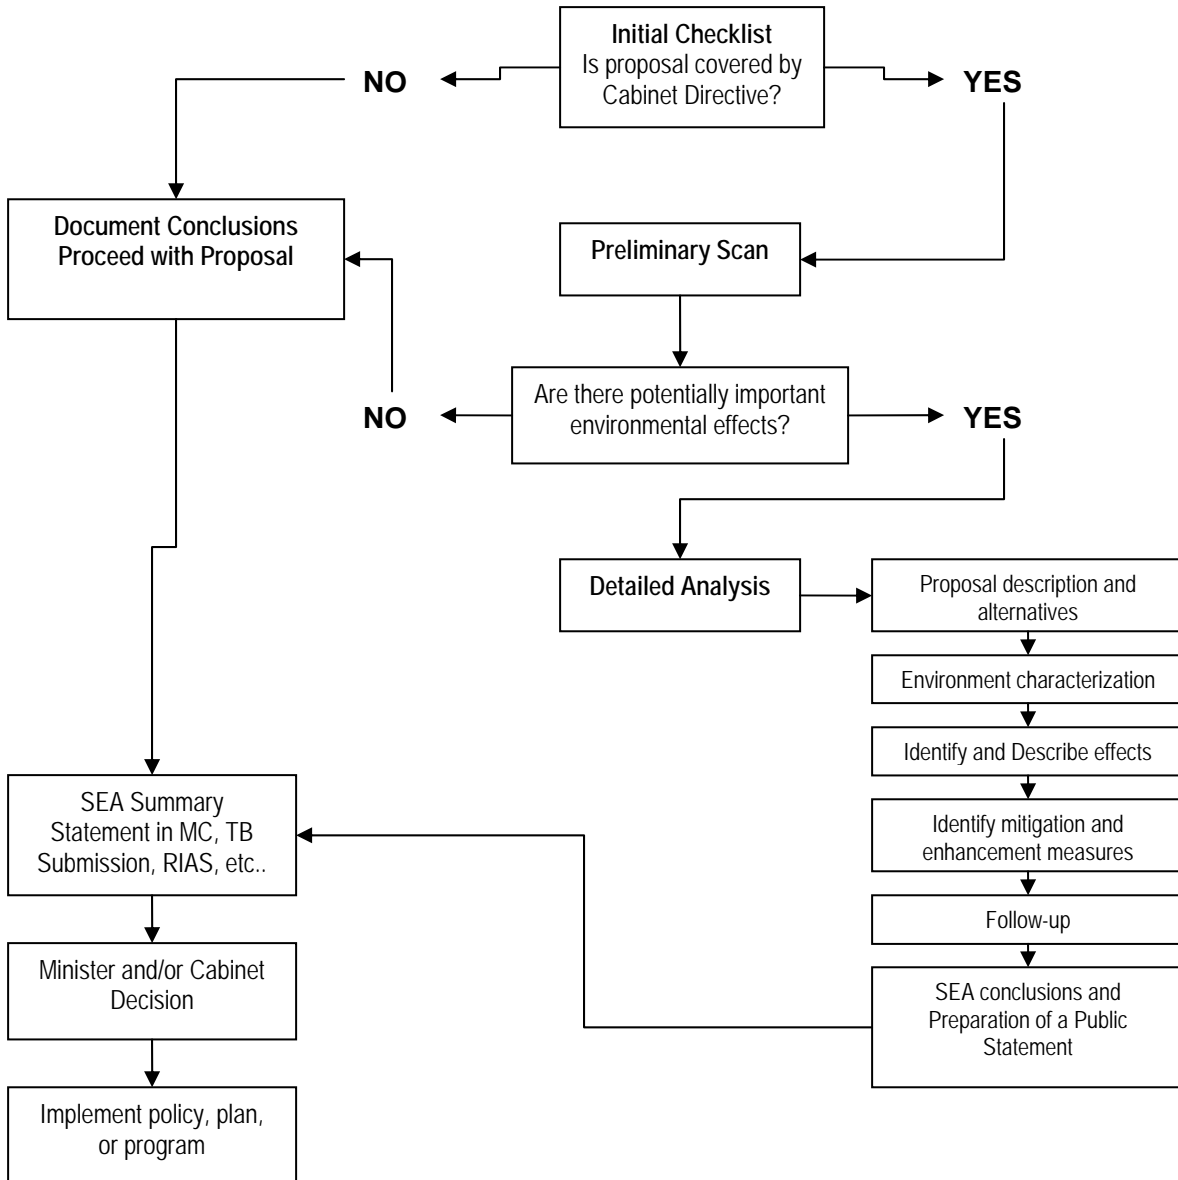 Initial Checklist
Is proposal covered by
Cabinet Directive?
NO
YES
Document Conclusions
Proceed with Proposal
Preliminary Scan
Are there potentially important
environmental effects?
NO
YES
Detailed Analysis
Proposal description and
alternatives
Environment characterization
Identify and Describe effects
Identify mitigation and
enhancement measures
Follow-up
SEA conclusions and
Preparation of a Public
Statement
SEA Summary
Statement in MC, TB
Submission, RIAS, etc..
Minister and/or Cabinet
Decision
Implement policy, plan,
or program